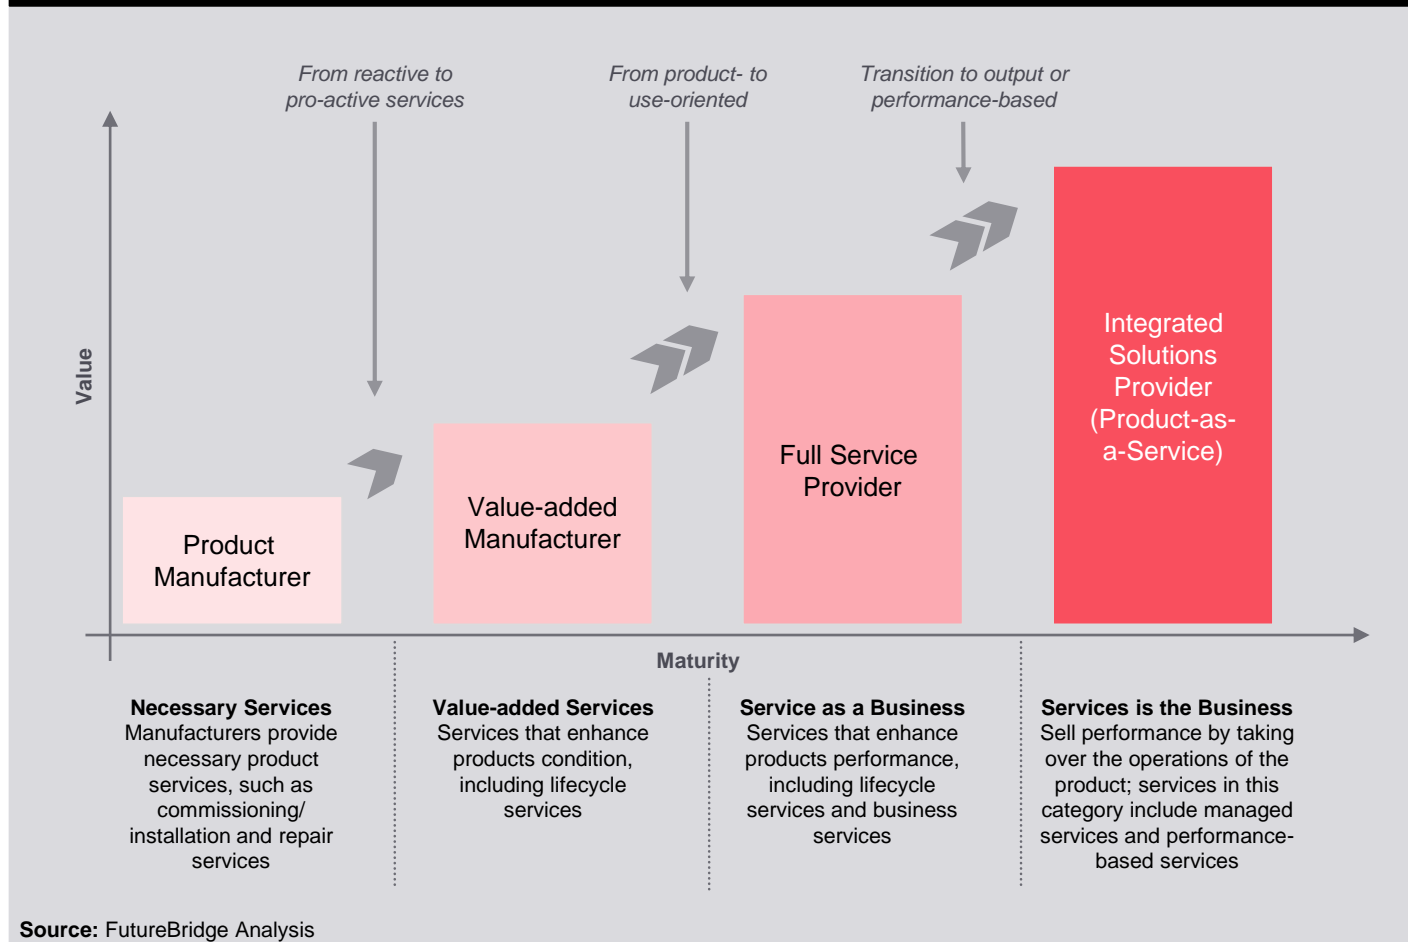 From reactive to
pro-active services
From product- to
use-oriented
Transition to output or
performance-based
Value
Product
Manufacturer
Value-added
Manufacturer
Full Service
Provider
Integrated
Solutions
Provider
(Product-as-
a-Service)
Maturity
Necessary Services
Manufacturers provide
necessary product
services, such as
commissioning/
installation and repair
services
Value-added Services
Services that enhance
products condition,
including lifecycle
services
Service as a Business
Services that enhance
products performance,
including lifecycle
services and business
services
Services is the Business
Sell performance by taking
over the operations of the
product; services in this
category include managed
services and performance-
based services
Source: FutureBridge Analysis